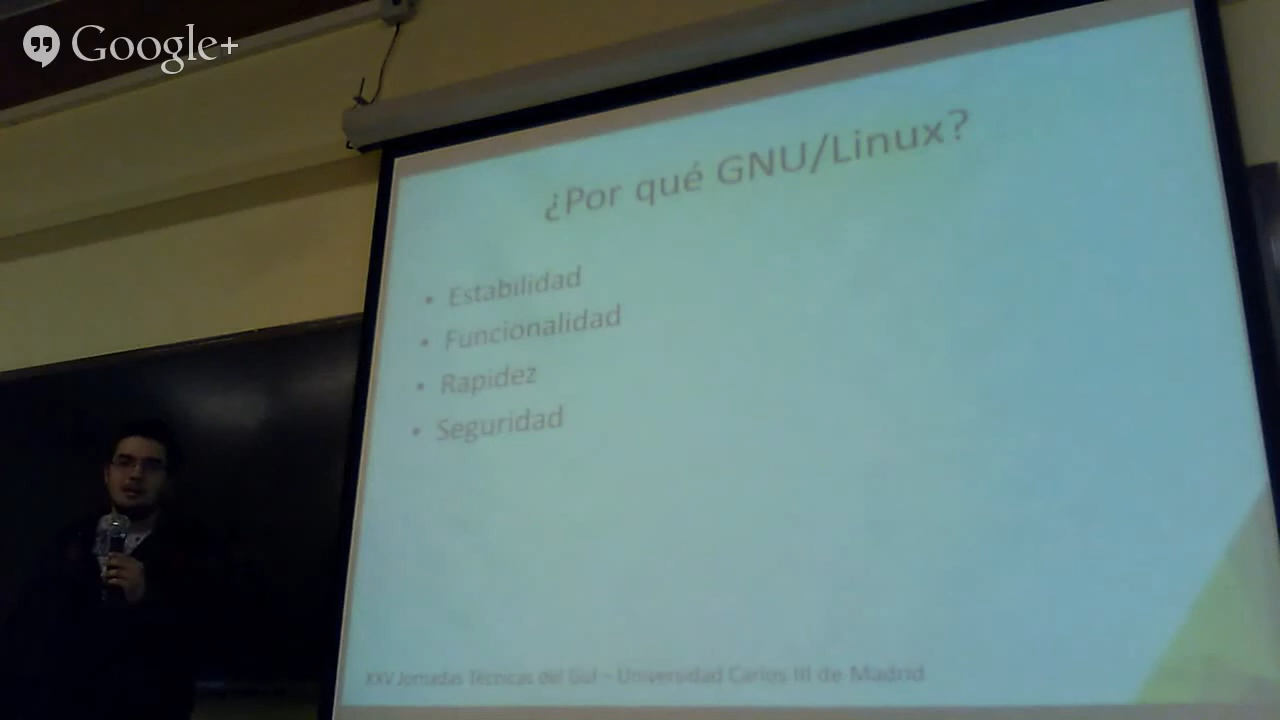 Google+
¿Por qué GNU/Linux?
• Estabilidad
• Funcionalidad
• Rapidez
• Seguridad
XXV Jornadas Técnicas del Gul – Universidad Carlos III de Madrid